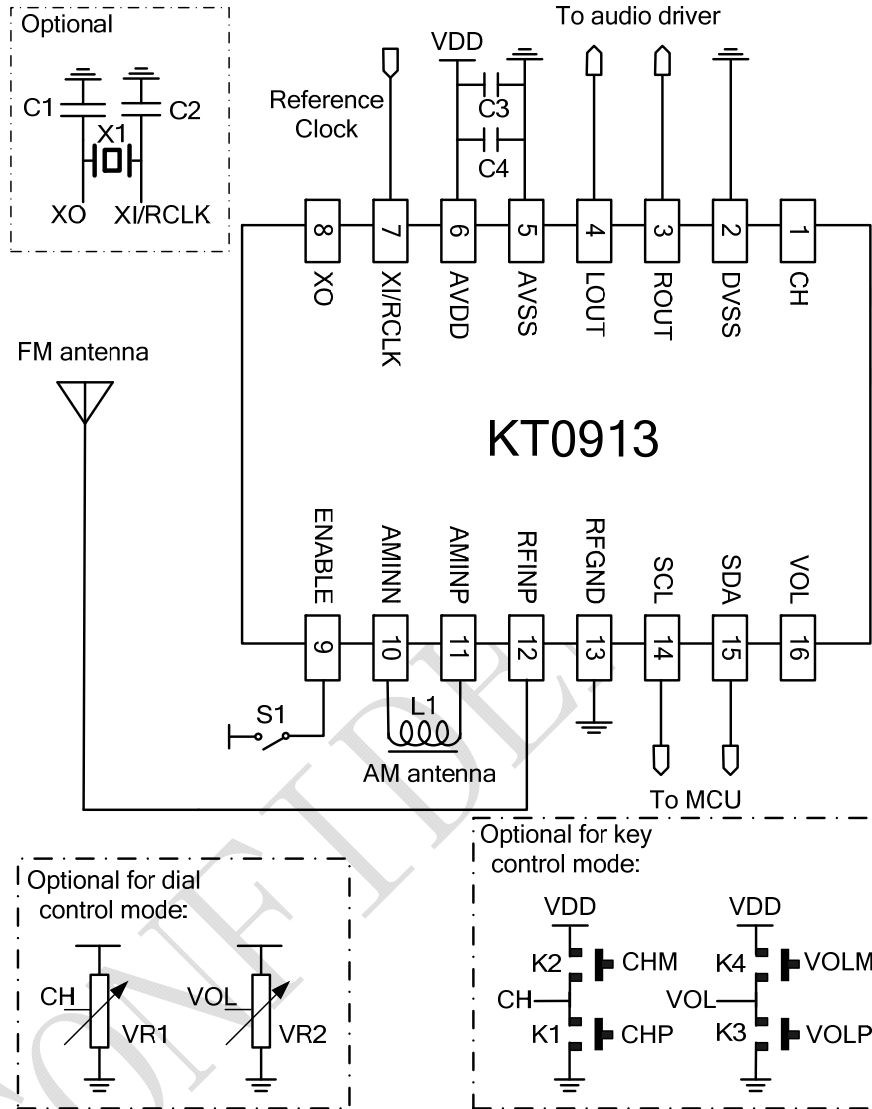 Optional
C1
C2
X1
XO
XI/RCLK
Reference
Clock
VDD
C3
C4
To audio driver
8
7
6
5
4
3
2
1
XO
XI/RCLK
AVDD
AVSS
LOUT
ROUT
DVSS
CH
FM antenna
KT0913
ENABLE
AMINN
AMINP
RFINP
RFGND
SCL
SDA
VOL
9
10
11
12
13
14
15
16
S1
L1
AM antenna
To MCU
Optional for dial
control mode:
CH
VR1
VOL
VR2
Optional for key
control mode:
VDD
VDD
K2
CHM
K4
VOLM
CH
VOL
K1
CHP
K3
VOLP
CONFIDE